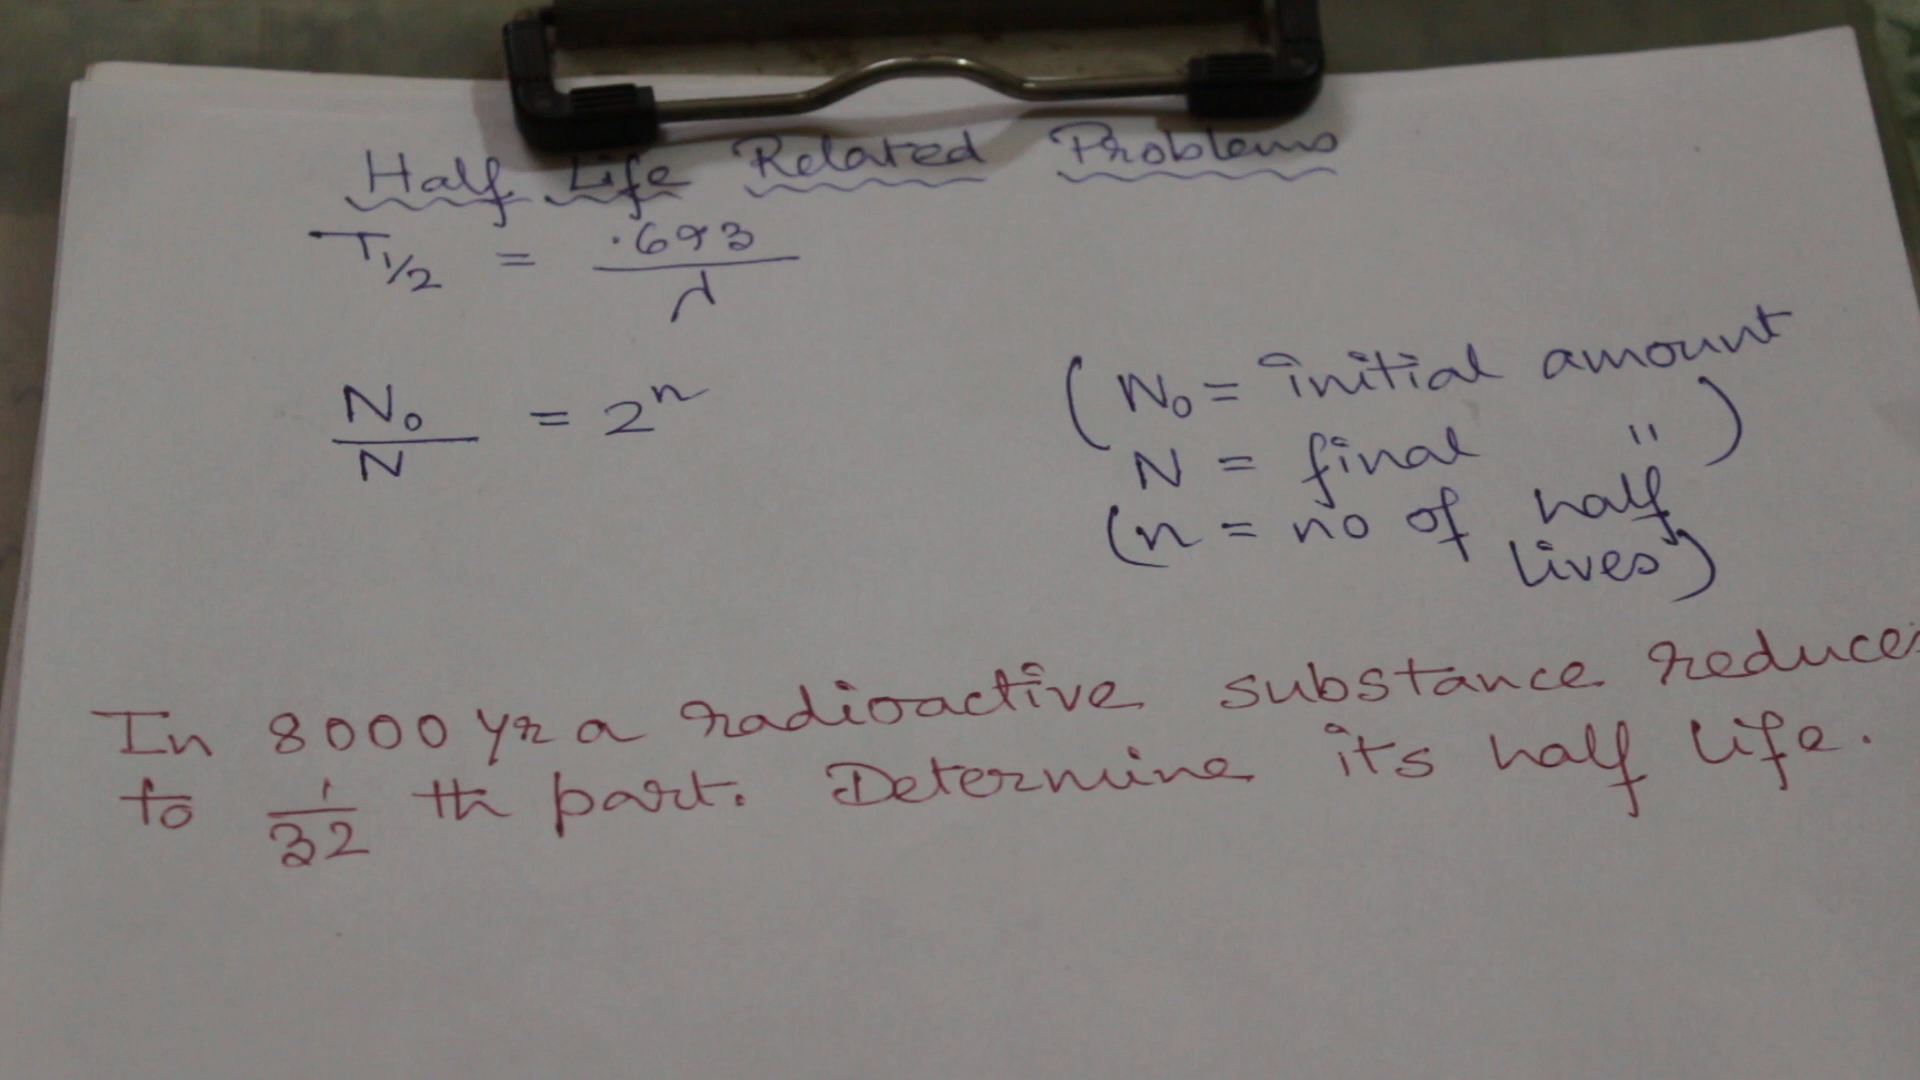 Half Life Related Problems
T1/2 = .693/λ
N₀/N = 2ⁿ
(N₀ = initial amount
N = final ")
(n = no of half
lives)
In 8000 yr a radioactive substance reduces
to 1/32 th part. Determine its half life.